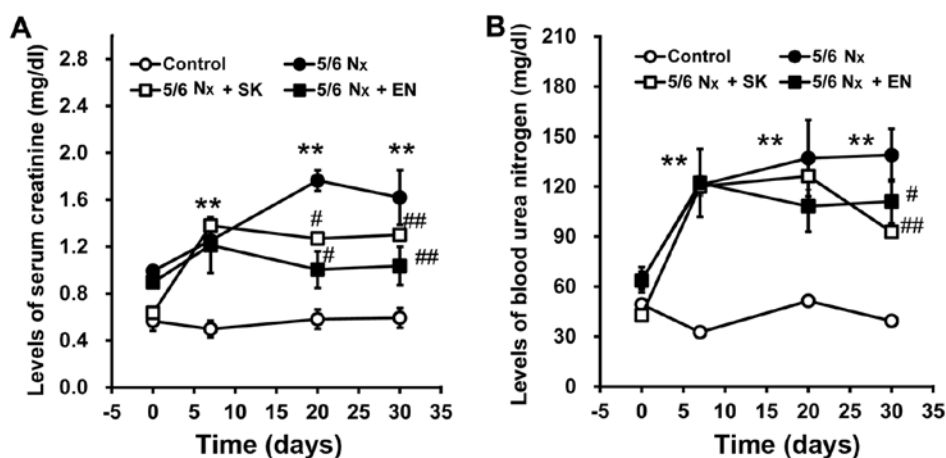 A
Levels of serum creatinine (mg/dl)
Control
5/6 Nx
5/6 Nx + SK
5/6 Nx + EN
2.8
2.4
2.0
1.6
1.2
0.8
0.4
0.0
**
**
**
#
##
#
##
-5 0 5 10 15 20 25 30 35
Time (days)
B
Levels of blood urea nitrogen (mg/dl)
Control
5/6 Nx
5/6 Nx + SK
5/6 Nx + EN
210
180
150
120
90
60
30
0
**
**
**
#
##
-5 0 5 10 15 20 25 30 35
Time (days)